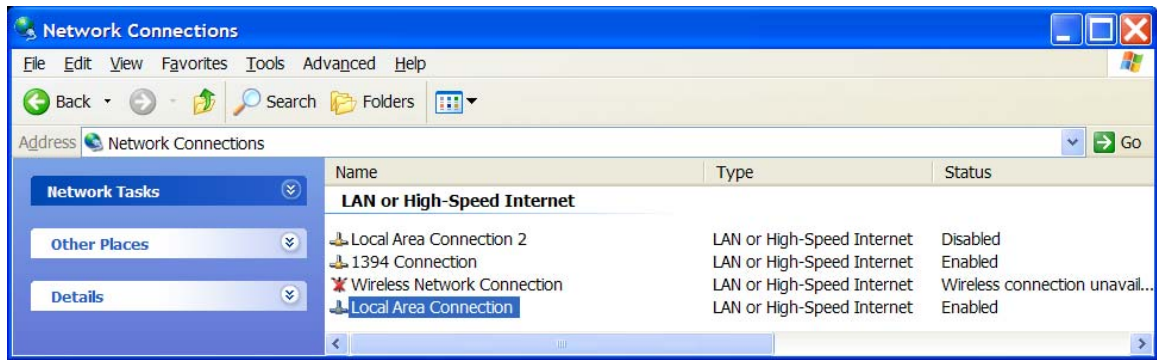 Network Connections
File Edit View Favorites Tools Advanced Help
Back Search Folders
Address Network Connections Go
Name Type Status
Network Tasks
LAN or High-Speed Internet
Other Places
Local Area Connection 2 LAN or High-Speed Internet Disabled
1394 Connection LAN or High-Speed Internet Enabled
Details
Wireless Network Connection LAN or High-Speed Internet Wireless connection unavail...
Local Area Connection LAN or High-Speed Internet Enabled